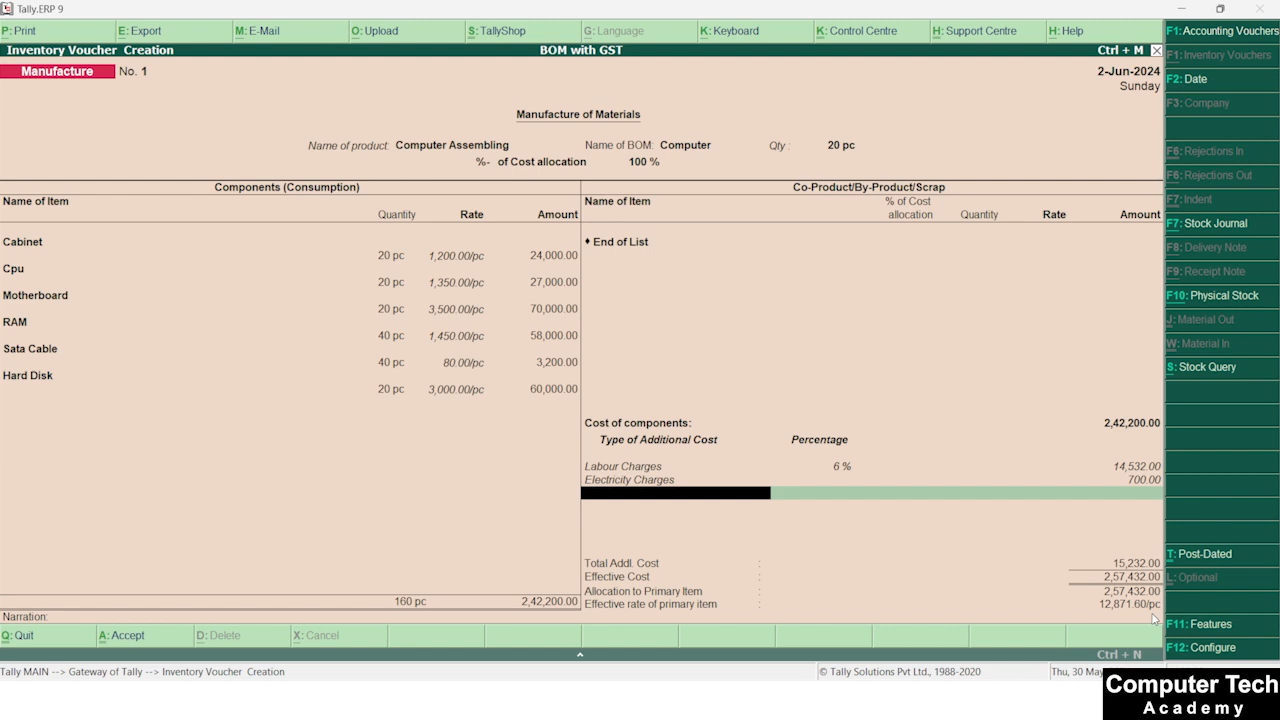 Tally.ERP 9
P: Print E: Export M: E-Mail O: Upload S: TallyShop G: Language K: Keyboard K: Control Centre H: Support Centre H: Help
Inventory Voucher Creation BOM with GST Ctrl + M
Manufacture No. 1 2-Jun-2024
Sunday
Manufacture of Materials
Name of product: Computer Assembling Name of BOM: Computer Qty : 20 pc
%- of Cost allocation 100 %
Components (Consumption) Co-Product/By-Product/Scrap
Name of Item Name of Item % of Cost
Quantity Rate Amount allocation Quantity Rate Amount
Cabinet ♦ End of List
20 pc 1,200.00/pc 24,000.00
Cpu
20 pc 1,350.00/pc 27,000.00
Motherboard
20 pc 3,500.00/pc 70,000.00
RAM
40 pc 1,450.00/pc 58,000.00
Sata Cable
40 pc 80.00/pc 3,200.00
Hard Disk
20 pc 3,000.00/pc 60,000.00
Cost of components: 2,42,200.00
Type of Additional Cost Percentage
Labour Charges 6 % 14,532.00
Electricity Charges 700.00
Total Addl. Cost : 15,232.00
Effective Cost : 2,57,432.00
Allocation to Primary Item : 2,57,432.00
160 pc 2,42,200.00 Effective rate of primary item : 12,871.60/pc
Narration:
Q: Quit A: Accept D: Delete X: Cancel
Ctrl + N
Tally MAIN --> Gateway of Tally --> Inventory Voucher Creation © Tally Solutions Pvt Ltd., 1988-2020 Thu, 30 May
F1: Accounting Vouchers
F1: Inventory Vouchers
F2: Date
F3: Company
F6: Rejections In
F6: Rejections Out
F7: Indent
F7: Stock Journal
F8: Delivery Note
F9: Receipt Note
F10: Physical Stock
J: Material Out
W: Material In
S: Stock Query
T: Post-Dated
L: Optional
F11: Features
F12: Configure
Computer Tech
Academy